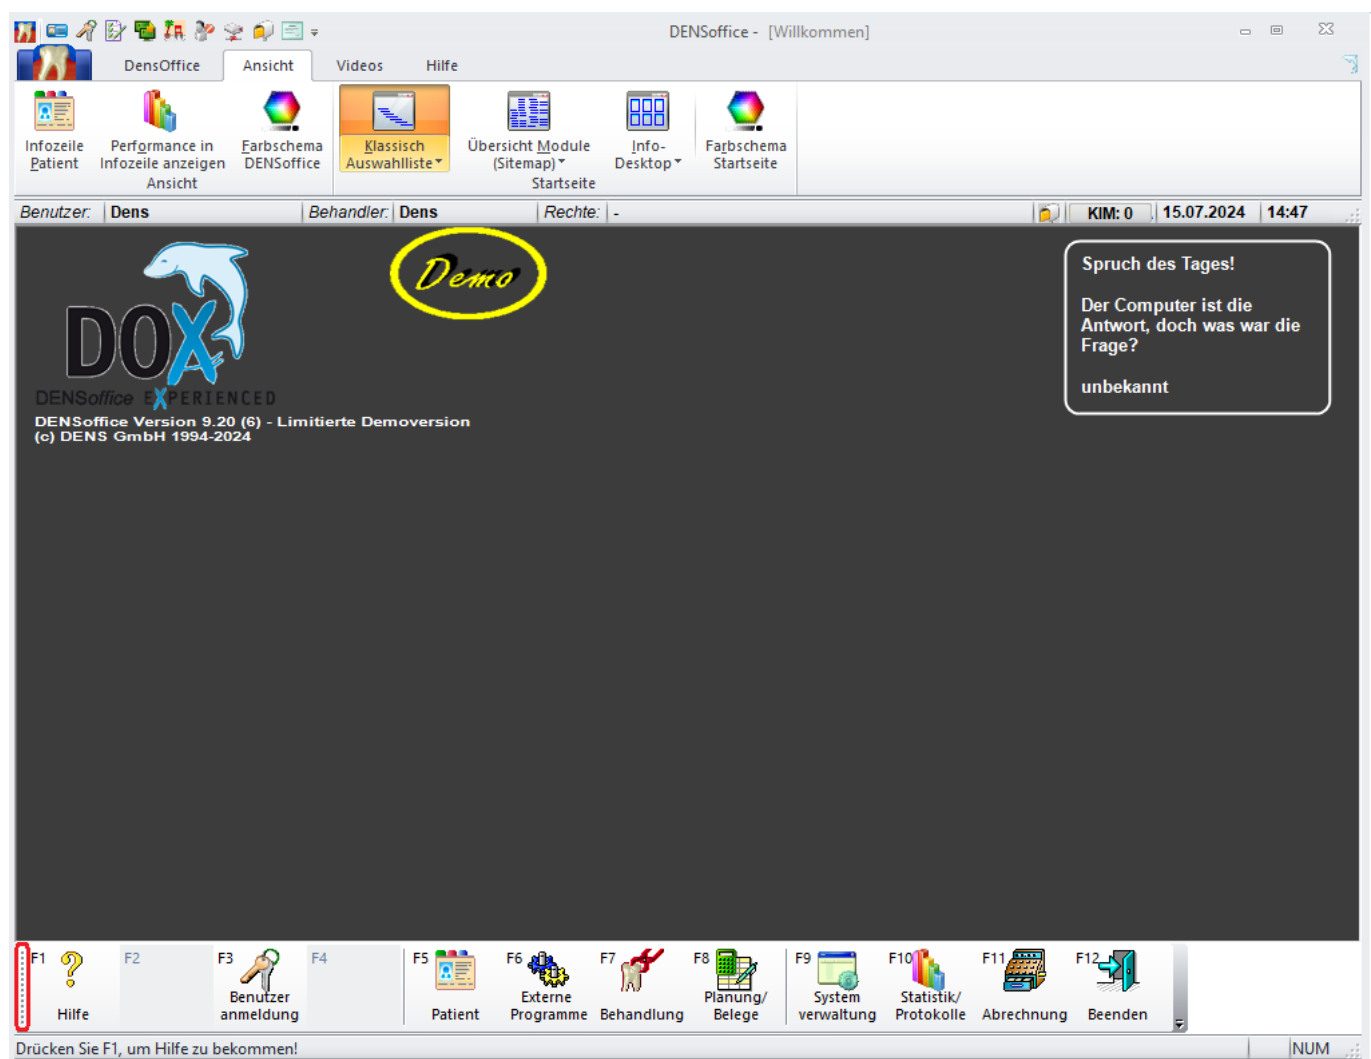 DENSoffice - [Willkommen]
DensOffice Ansicht Videos Hilfe
Infozeile Patient
Performance in Infozeile anzeigen
Farbschema DENSoffice
Klassisch Auswahlliste
Übersicht Module (Sitemap)
Info-Desktop
Farbschema Startseite
Ansicht
Startseite
Benutzer: Dens Behandler: Dens Rechte: - KIM: 0 15.07.2024 14:47
Demo
DOX
DENSoffice EXPERIENCED
DENSoffice Version 9.20 (6) - Limitierte Demoversion
(c) DENS GmbH 1994-2024
Spruch des Tages!
Der Computer ist die
Antwort, doch was war die
Frage?
unbekannt
F1 Hilfe
F2
F3 Benutzer anmeldung
F4
F5 Patient
F6 Externe Programme
F7 Behandlung
F8 Planung/ Belege
F9 System verwaltung
F10 Statistik/ Protokolle
F11 Abrechnung
F12 Beenden
Drücken Sie F1, um Hilfe zu bekommen! NUM